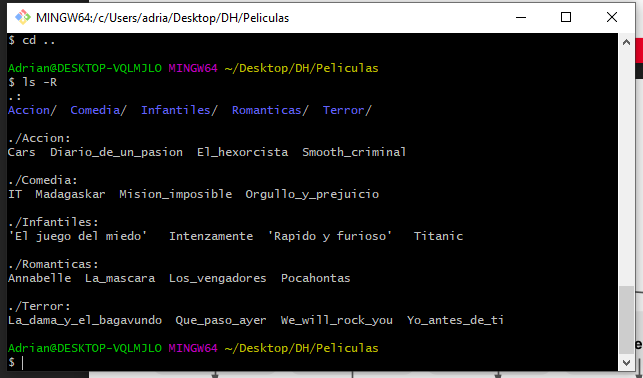 MINGW64:/c/Users/adria/Desktop/DH/Peliculas
$ cd ..
Adrian@DESKTOP-VQLMJLO MINGW64 ~/Desktop/DH/Peliculas
$ ls -R
.:
Accion/  Comedia/  Infantiles/  Romanticas/  Terror/
./Accion:
Cars  Diario_de_un_pasion  El_hexorcista  Smooth_criminal
./Comedia:
IT  Madagaskar  Mision_imposible  Orgullo_y_prejuicio
./Infantiles:
'El juego del miedo'   Intenzamente  'Rapido y furioso'   Titanic
./Romanticas:
Annabelle  La_mascara  Los_vengadores  Pocahontas
./Terror:
La_dama_y_el_bagavundo  Que_paso_ayer  We_will_rock_you  Yo_antes_de_ti
Adrian@DESKTOP-VQLMJLO MINGW64 ~/Desktop/DH/Peliculas
$